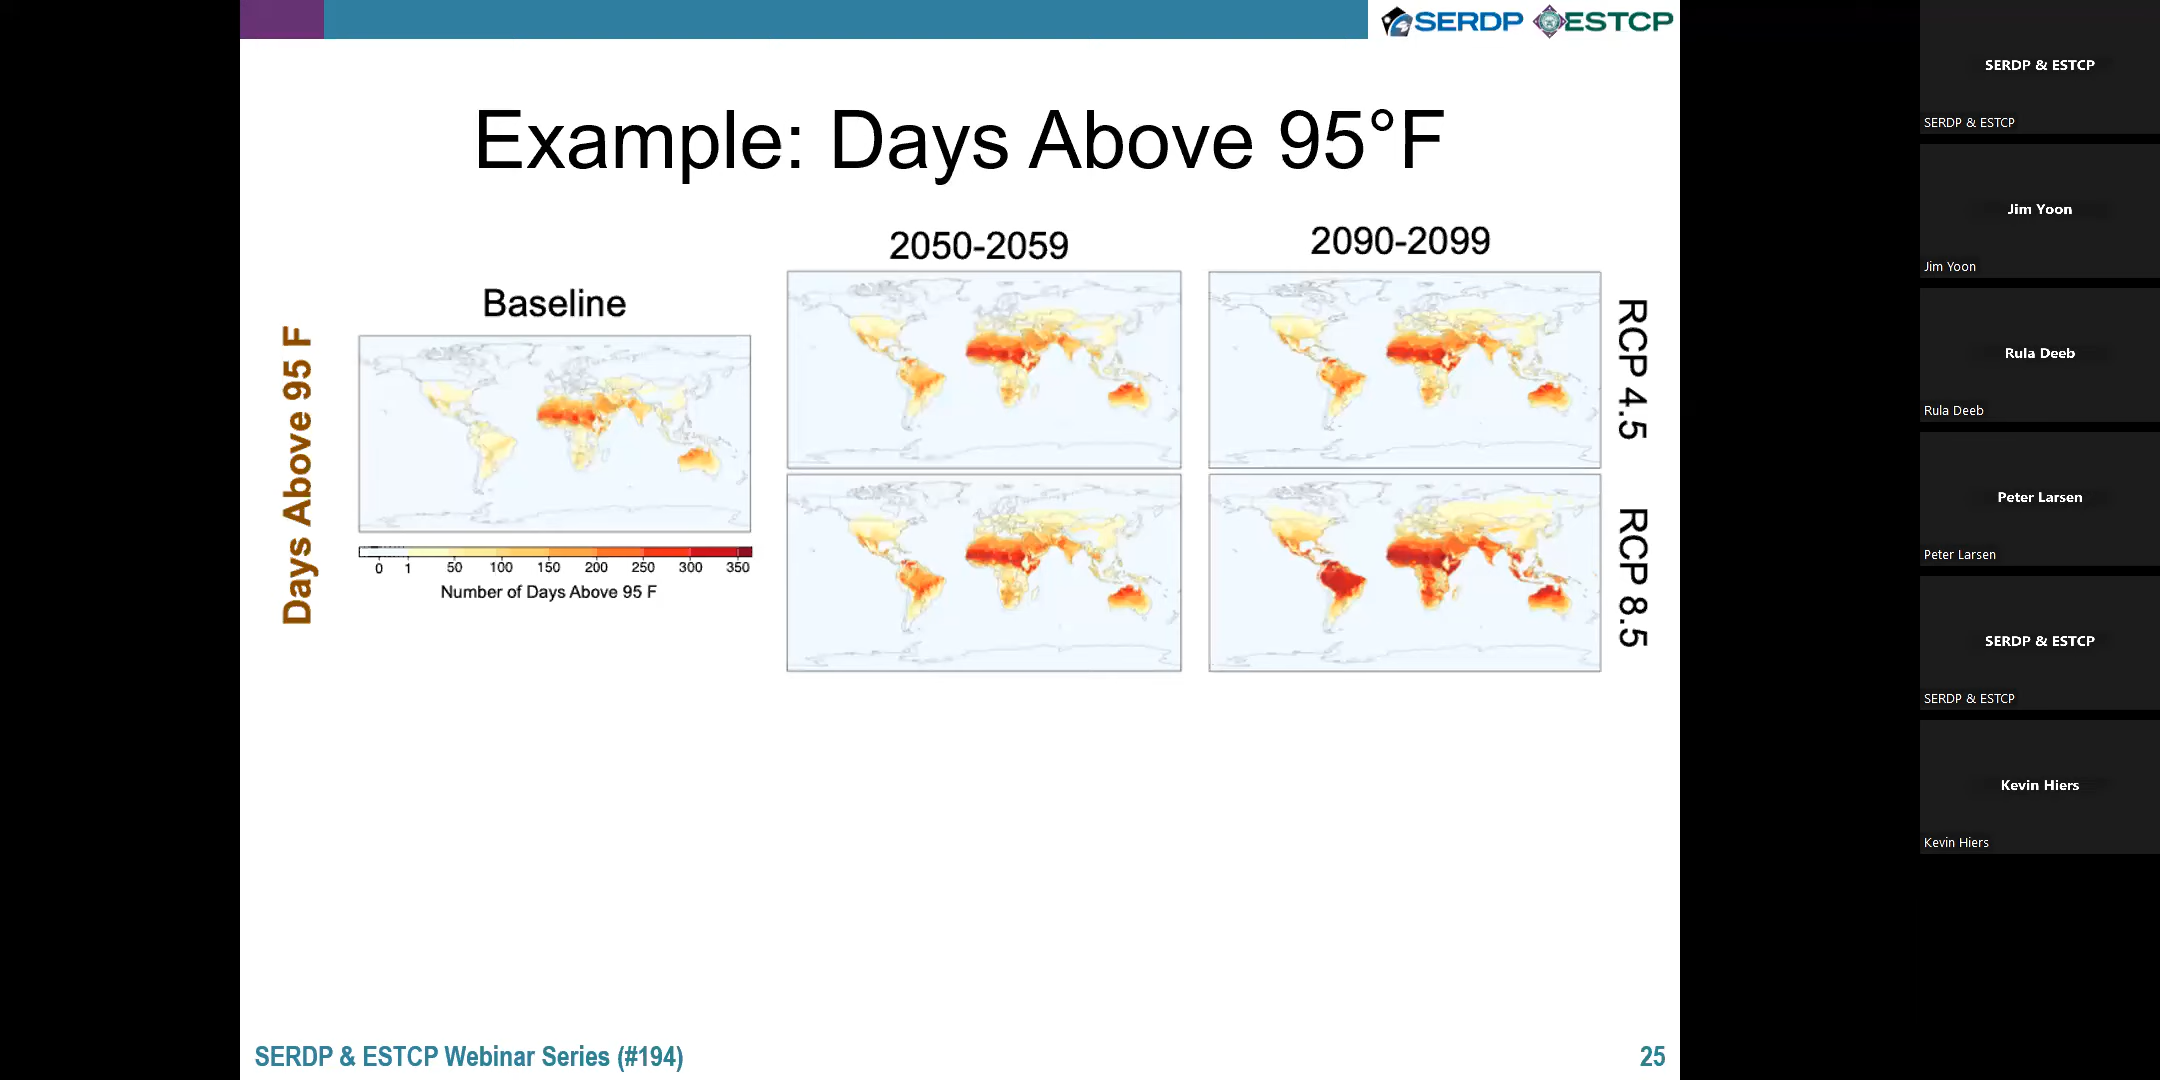 SERDP ESTCP
Example: Days Above 95°F
Days Above 95 F
Baseline
0 1 50 100 150 200 250 300 350
Number of Days Above 95 F
2050-2059
2090-2099
RCP 4.5
RCP 8.5
SERDP & ESTCP Webinar Series (#194)
25
SERDP & ESTCP
SERDP & ESTCP
Jim Yoon
Jim Yoon
Rula Deeb
Rula Deeb
Peter Larsen
Peter Larsen
SERDP & ESTCP
SERDP & ESTCP
Kevin Hiers
Kevin Hiers